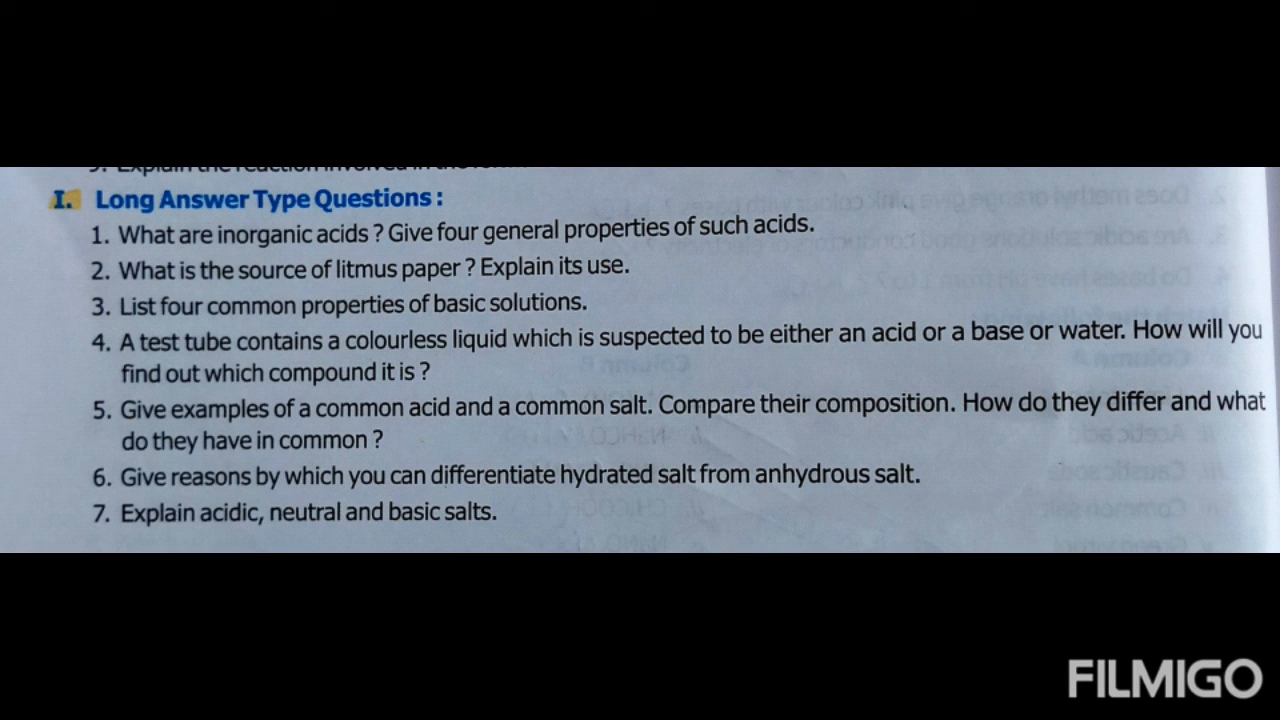 I. Long Answer Type Questions :
1. What are inorganic acids ? Give four general properties of such acids.
2. What is the source of litmus paper ? Explain its use.
3. List four common properties of basic solutions.
4. A test tube contains a colourless liquid which is suspected to be either an acid or a base or water. How will you
find out which compound it is ?
5. Give examples of a common acid and a common salt. Compare their composition. How do they differ and what
do they have in common ?
6. Give reasons by which you can differentiate hydrated salt from anhydrous salt.
7. Explain acidic, neutral and basic salts.
FILMIGO